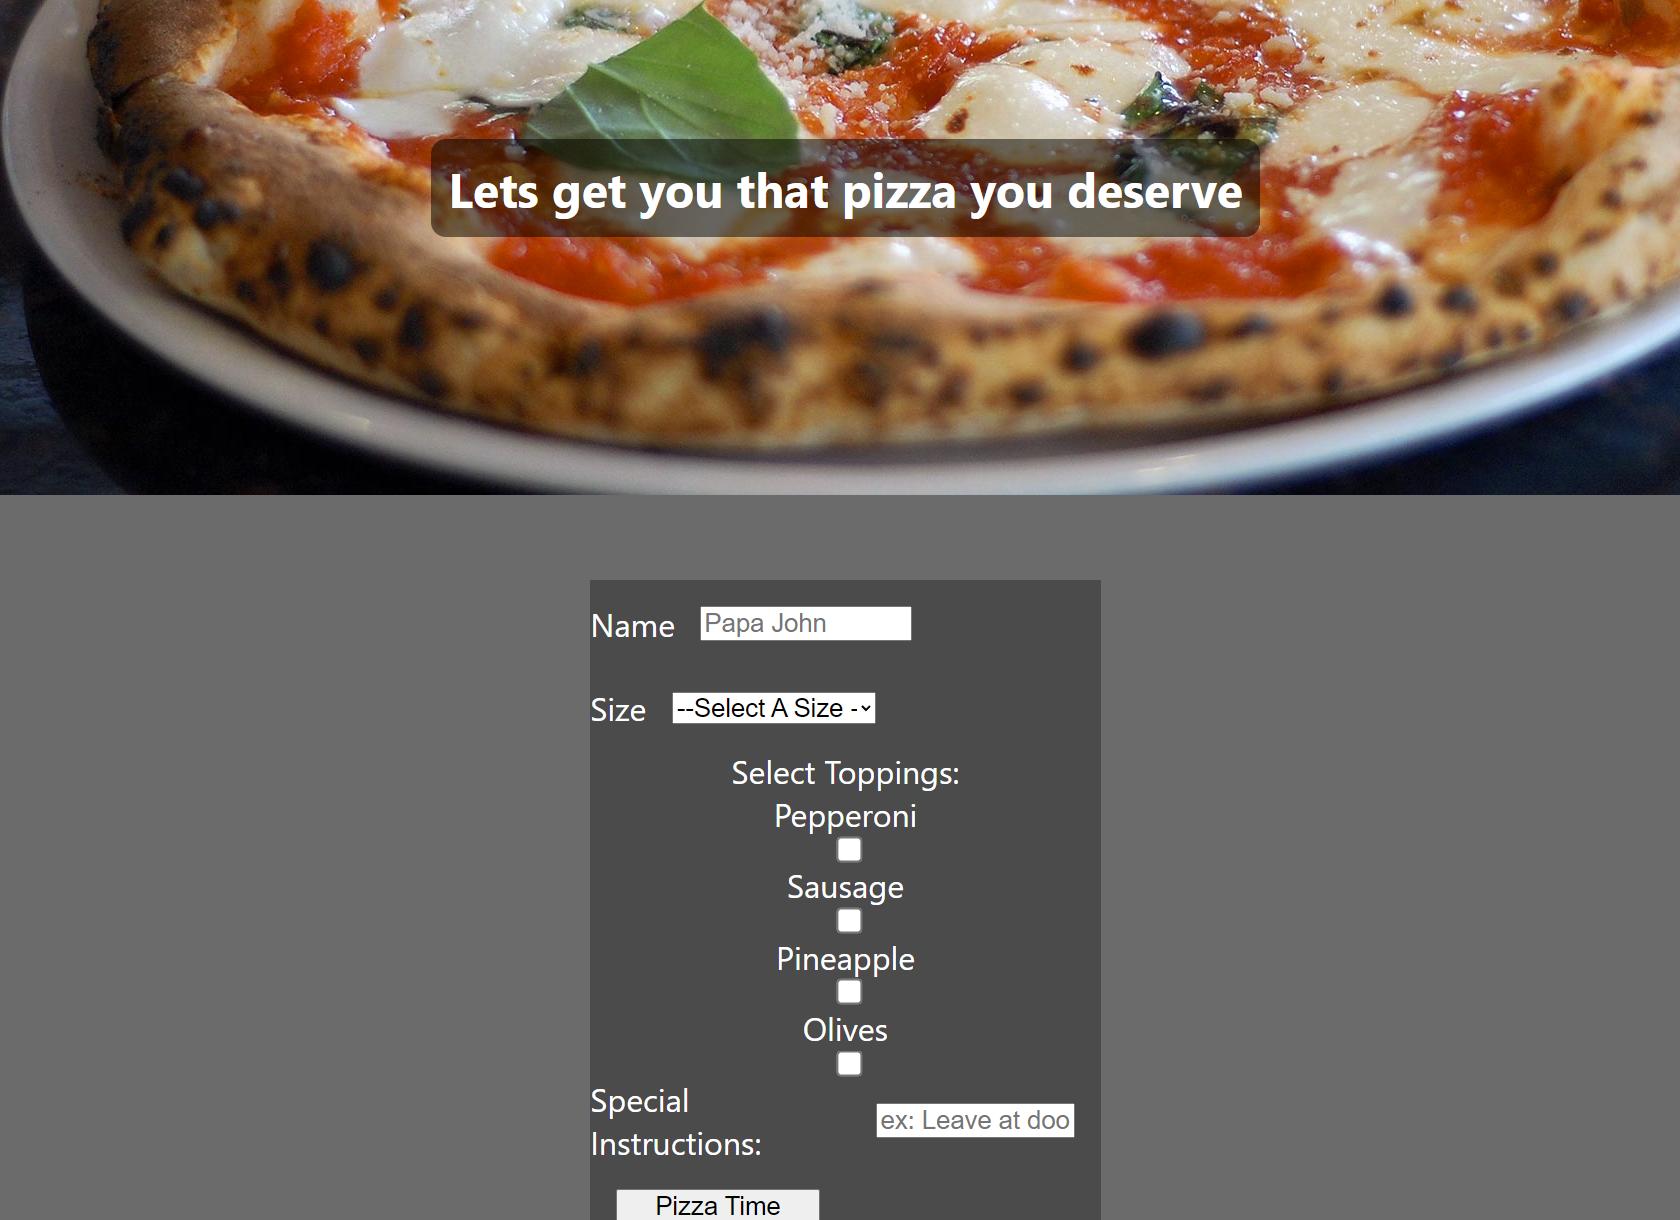 Lets get you that pizza you deserve
Name Papa John
Size --Select A Size -
Select Toppings:
Pepperoni
Sausage
Pineapple
Olives
Special
Instructions:
ex: Leave at doo
Pizza Time